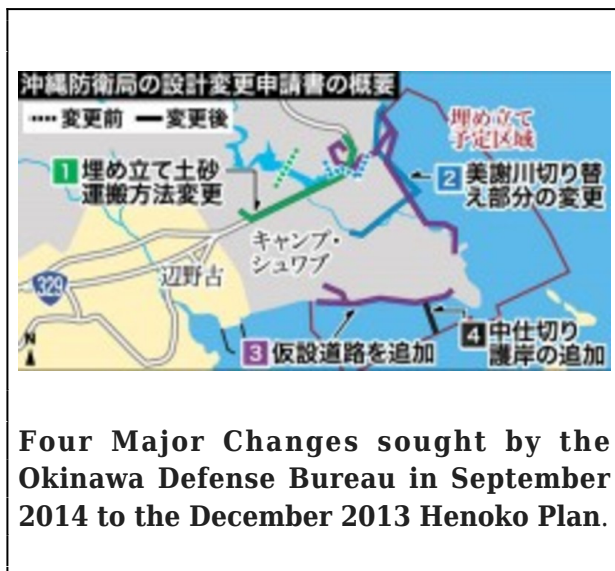 沖縄防衛局の設計変更申請書の概要
変更前 変更後
埋め立て
予定区域
1 埋め立て土砂
運搬方法変更
2 美謝川切り替
え部分の変更
キャンプ・
シュワブ
辺野古
329
N
3 仮設道路を追加
4 中仕切り
護岸の追加
Four Major Changes sought by the
Okinawa Defense Bureau in September
2014 to the December 2013 Henoko Plan.